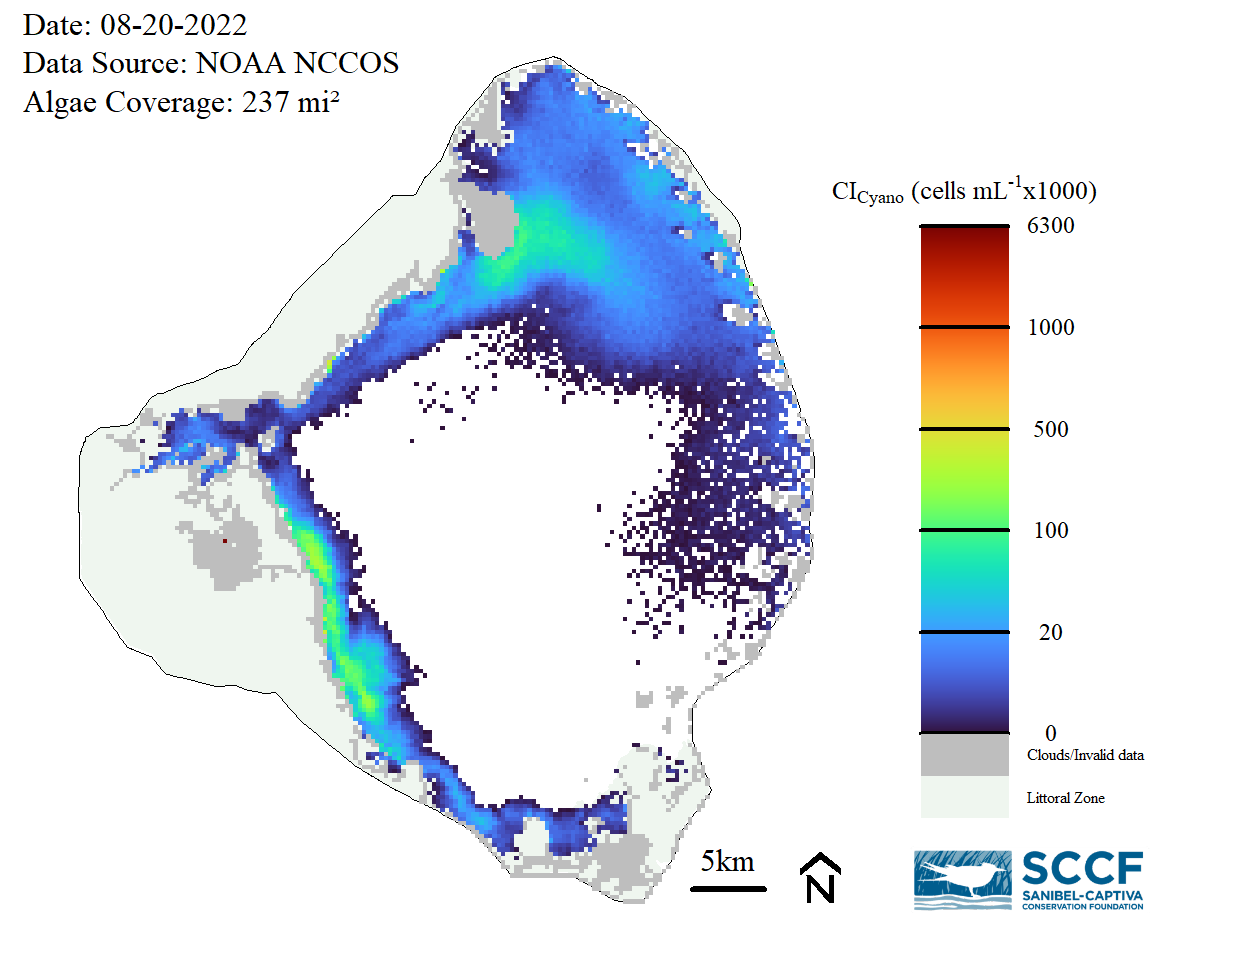 Date: 08-20-2022
Data Source: NOAA NCCOS
Algae Coverage: 237 mi²
CICyano (cells mL-1x1000)
6300
1000
500
100
20
0
Clouds/Invalid data
Littoral Zone
5km
N
SCCF
SANIBEL-CAPTIVA
CONSERVATION FOUNDATION